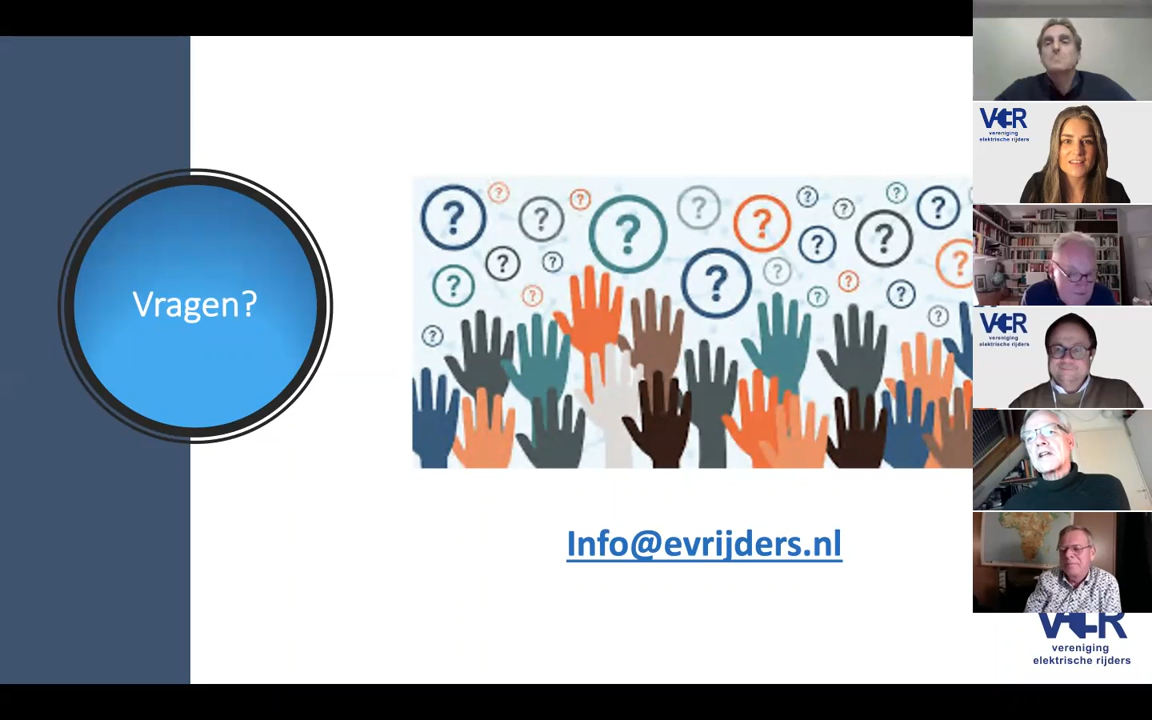 Vragen?
Info@evrijders.nl
VER
vereniging
elektrische rijders
VER
vereniging
elektrische rijders
VER
vereniging
elektrische rijders